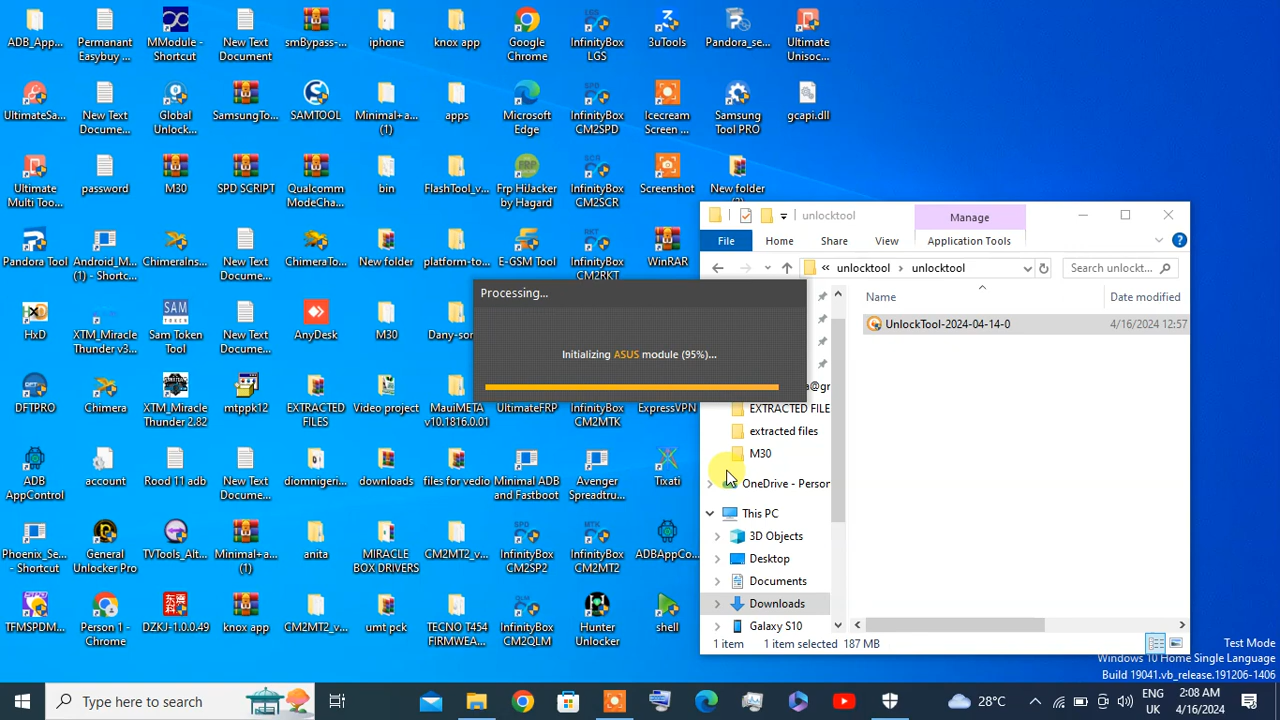 ADB_App...
Permanant
Easybuy ...
MModule -
Shortcut
New Text
Document
smBypass-...
iphone
knox app
Google
Chrome
InfinityBox
LGS
3uTools
Pandora_se...
Ultimate
Unisoc...
UltimateSa...
New Text
Docume...
Global
Unlock...
SamsungTo...
SAMTOOL
Minimal+a...
(1)
apps
Microsoft
Edge
InfinityBox
CM2SPD
Icecream
Screen ...
Samsung
Tool PRO
gcapi.dll
Ultimate
Multi Too...
password
M30
SPD SCRIPT
Qualcomm
ModeCha...
bin
FlashTool_v...
Frp HiJacker
by Hagard
InfinityBox
CM2SCR
Screenshot
New folder
Pandora Tool
Android_M...
(1) - Shortc...
ChimeraIns...
New Text
Docume...
ChimeraTo...
New folder
platform-to...
E-GSM Tool
InfinityBox
CM2RKT
WinRAR
HxD
XTM_Miracle
Thunder v3...
Sam Token
Tool
New Text
Docume...
AnyDesk
M30
Dany-sor
DFTPRO
Chimera
XTM_Miracle
Thunder 2.82
mtppk12
EXTRACTED
FILES
Video project
MauiMETA
v10.1816.0.01
UltimateFRP
InfinityBox
CM2MTK
ExpressVPN
ADB
AppControl
account
Rood 11 adb
New Text
Docume...
diomnigeri...
downloads
files for vedio
Minimal ADB
and Fastboot
Avenger
Spreadtru...
Tixati
Phoenix_Se...
- Shortcut
General
Unlocker Pro
TVTools_Alt...
Minimal+a...
(1)
anita
MIRACLE
BOX DRIVERS
CM2MT2_v...
InfinityBox
CM2SP2
InfinityBox
CM2MT2
ADBAppCo...
TFMSPDM...
Person 1 -
Chrome
DZKJ-1.0.0.49
knox app
CM2MT2_v...
umt pck
TECNO T454
FIRMWEA...
InfinityBox
CM2QLM
Hunter
Unlocker
shell
Processing...
Initializing ASUS module (95%)...
unlocktool
Manage
File
Home
Share
View
Application Tools
« unlocktool › unlocktool
Search unlockt...
Name
Date modified
UnlockTool-2024-04-14-0
4/16/2024 12:57
a@gr
EXTRACTED FILE
extracted files
M30
OneDrive - Person
This PC
3D Objects
Desktop
Documents
Downloads
Galaxy S10
1 item
1 item selected 187 MB
Test Mode
Windows 10 Home Single Language
Build 19041.vb_release.191206-1406
Type here to search
28°C
ENG
UK
2:08 AM
4/16/2024